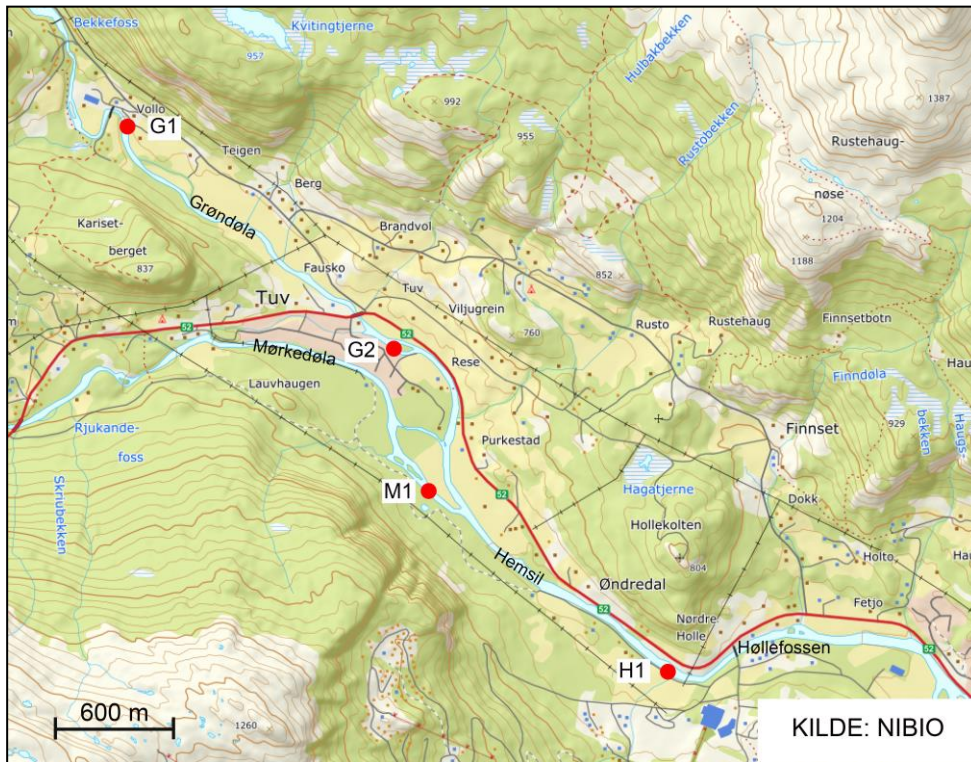 Bekkefoss
Kvitingtjerne
957
Hulbakbekken
992
1387
Vollo
G1
955
Rustobekken
Rustehaug-
nøse
Teigen
Berg
Grøndøla
Kariset-
berget
837
Brandvol
1204
1188
852
Fausko
Tuv
Tuv
Viljugrein
760
Rusto
Rustehaug
Finnsetbotn
52
52
Mørkedøla
G2
Rese
Finndøla
Lauvhaugen
929
Haugs-
bekken
Rjukande-
foss
Purkestad
Finnset
Skriubekken
M1
52
Hagatjerne
Dokk
Hollekolten
804
Holto
Hemsil
Øndredal
52
Fetjo
Nørdre
Holle
Høllefossen
52
H1
600 m
1260
KILDE: NIBIO